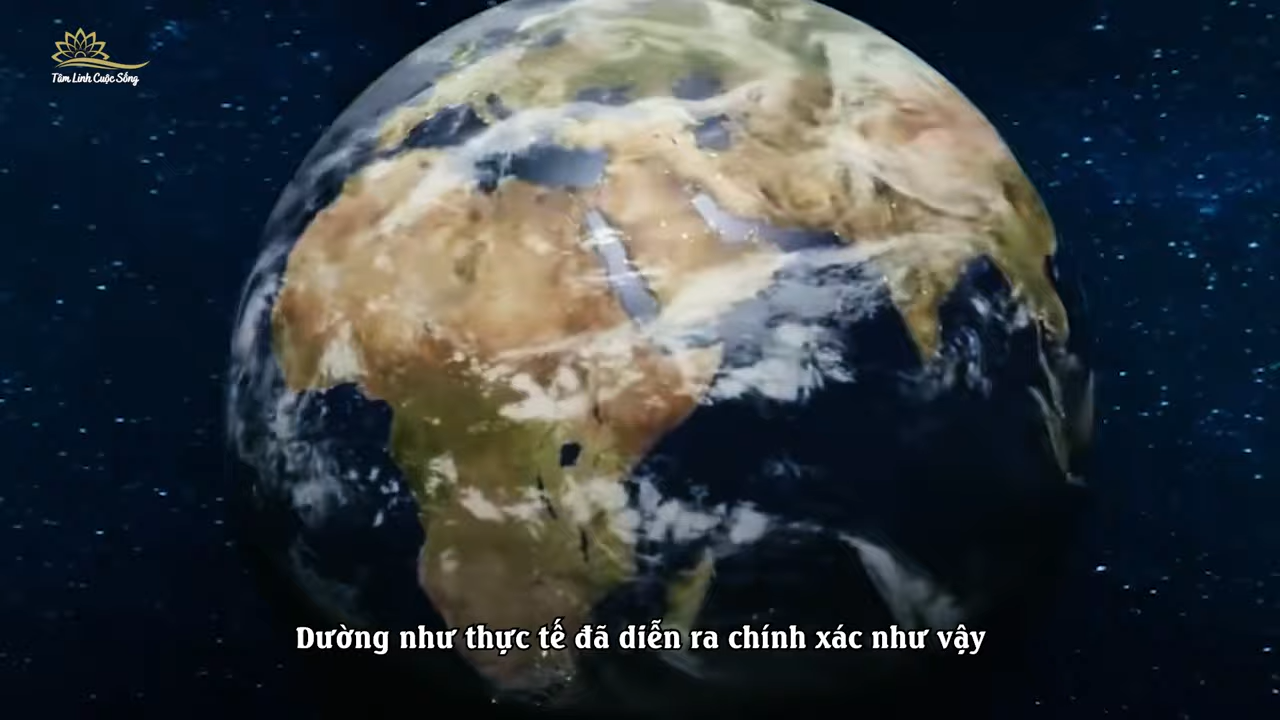 Tâm Linh Cuộc Sống
Dường như thực tế đã diễn ra chính xác như vậy